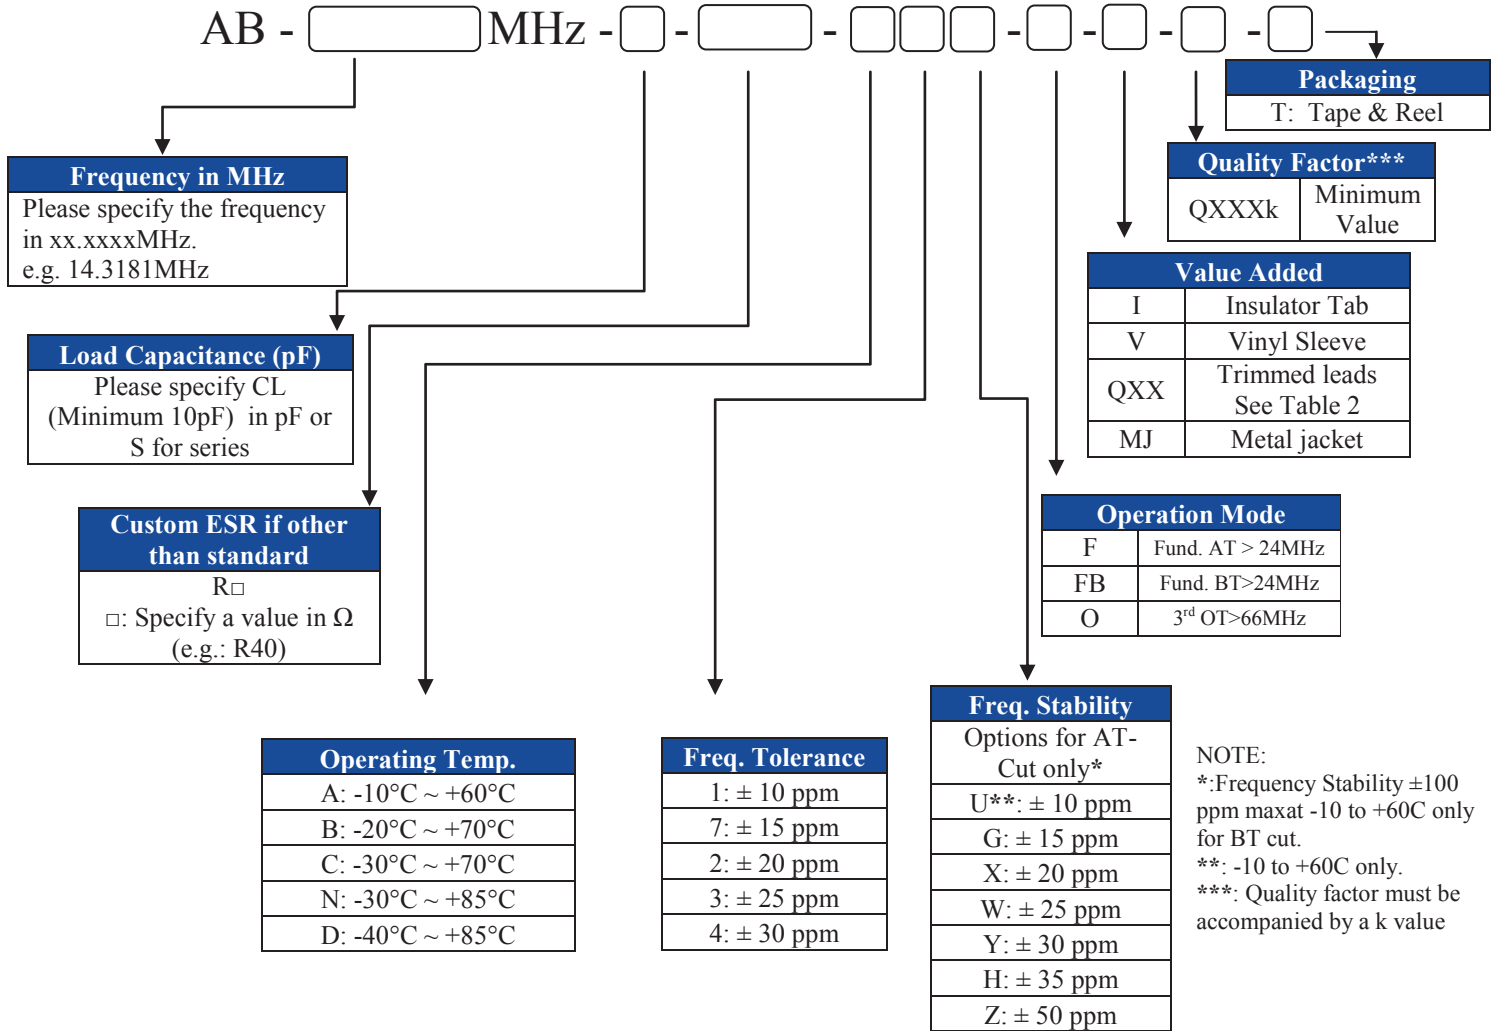 AB - MHz - - - - - - -
Packaging
T: Tape & Reel
Quality Factor***
QXXXk Minimum
Value
Frequency in MHz
Please specify the frequency
in xx.xxxxMHz.
e.g. 14.3181MHz
Value Added
I Insulator Tab
V Vinyl Sleeve
QXX Trimmed leads
See Table 2
MJ Metal jacket
Load Capacitance (pF)
Please specify CL
(Minimum 10pF) in pF or
S for series
Custom ESR if other
than standard
R□
□: Specify a value in Ω
(e.g.: R40)
Operation Mode
F Fund. AT > 24MHz
FB Fund. BT>24MHz
O 3rd OT>66MHz
Operating Temp.
A: -10°C ~ +60°C
B: -20°C ~ +70°C
C: -30°C ~ +70°C
N: -30°C ~ +85°C
D: -40°C ~ +85°C
Freq. Tolerance
1: ± 10 ppm
7: ± 15 ppm
2: ± 20 ppm
3: ± 25 ppm
4: ± 30 ppm
Freq. Stability
Options for AT-
Cut only*
U**: ± 10 ppm
G: ± 15 ppm
X: ± 20 ppm
W: ± 25 ppm
Y: ± 30 ppm
H: ± 35 ppm
Z: ± 50 ppm
NOTE:
*:Frequency Stability ±100
ppm maxat -10 to +60C only
for BT cut.
**: -10 to +60C only.
***: Quality factor must be
accompanied by a k value